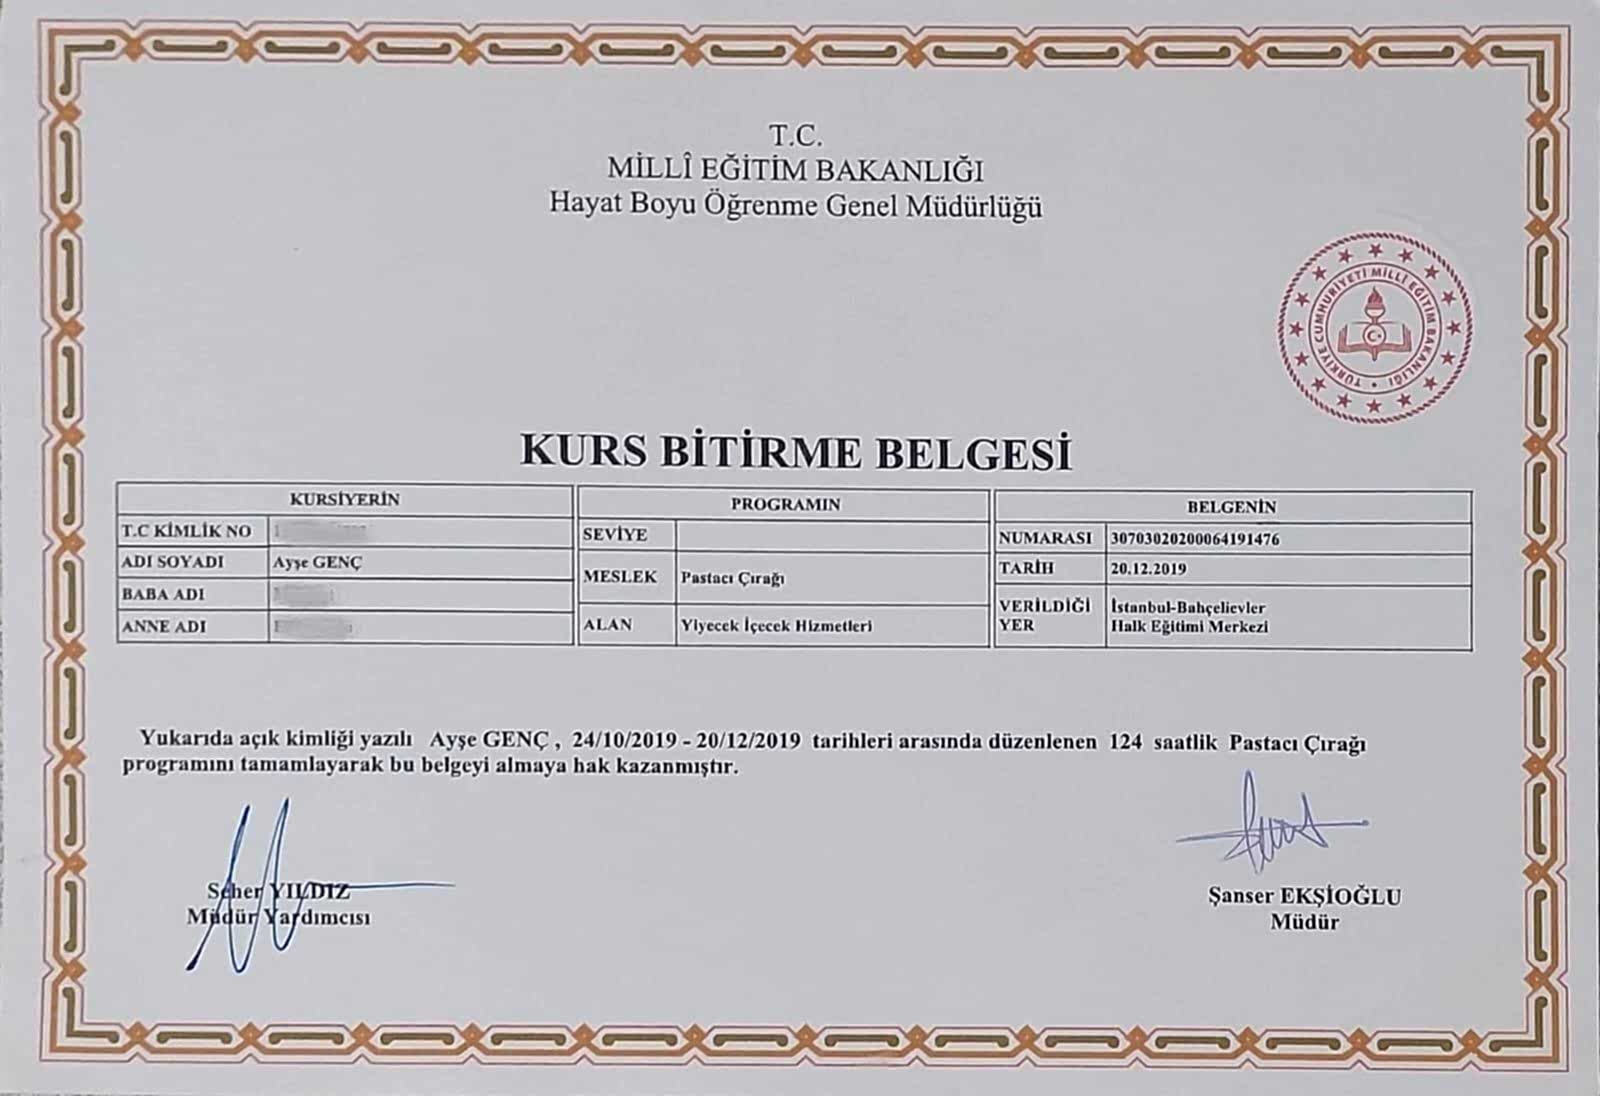 T.C.
MİLLÎ EĞİTİM BAKANLIĞI
Hayat Boyu Öğrenme Genel Müdürlüğü
TÜRKİYE CUMHURİYETİ MİLLÎ EĞİTİM BAKANLIĞI
KURS BİTİRME BELGESİ
KURSİYERİN
T.C KİMLİK NO
ADI SOYADI Ayşe GENÇ
BABA ADI
ANNE ADI
PROGRAMIN
SEVİYE
MESLEK Pastacı Çırağı
ALAN Yiyecek İçecek Hizmetleri
BELGENİN
NUMARASI 30703020200064191476
TARİH 20.12.2019
VERİLDİĞİ İstanbul-Bahçelievler
YER Halk Eğitimi Merkezi
Yukarıda açık kimliği yazılı Ayşe GENÇ , 24/10/2019 - 20/12/2019 tarihleri arasında düzenlenen 124 saatlik Pastacı Çırağı
programını tamamlayarak bu belgeyi almaya hak kazanmıştır.
Seher YILDIZ
Müdür Yardımcısı
Şanser EKŞİOĞLU
Müdür